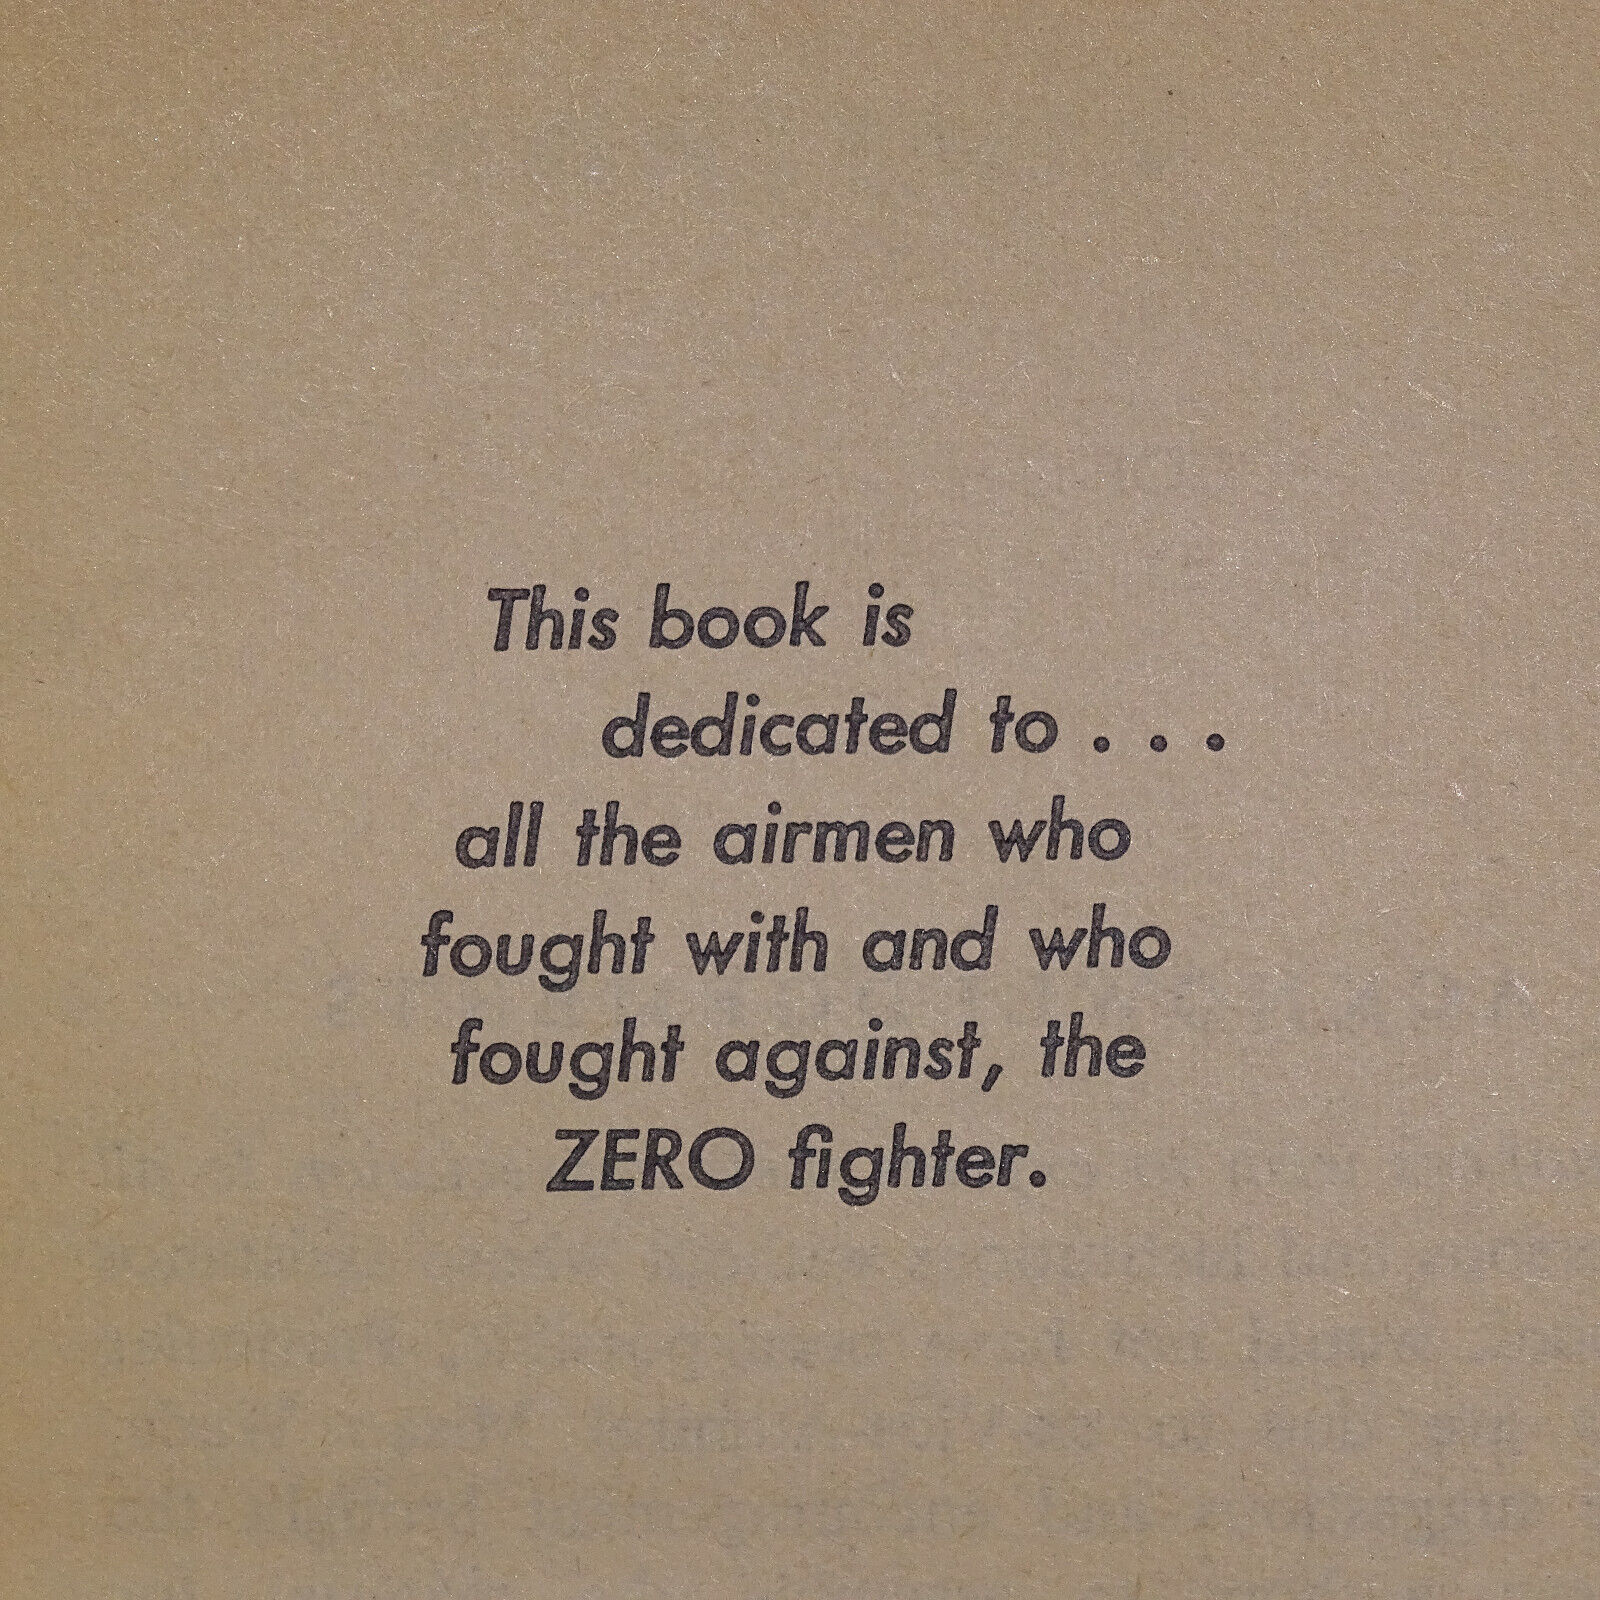 This book is
dedicated to . . .
all the airmen who
fought with and who
fought against, the
ZERO fighter.